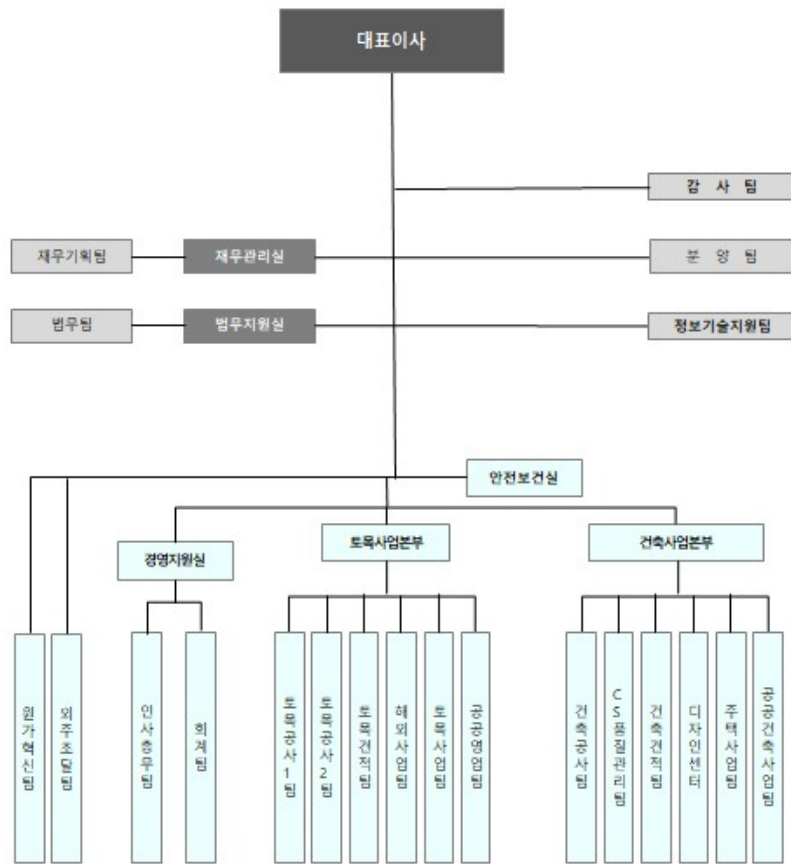 대표이사
감 사 팀
재무기획팀 재무관리실 분 양 팀
법무팀 법무지원실 정보기술지원팀
안전보건실
경영지원실 토목사업본부 건축사업본부
원가혁신팀
외주조달팀
인사총무팀
회계팀
토목공사1팀
토목공사2팀
토목견적팀
해외사업팀
토목사업팀
공공영업팀
건축공사팀
CS품질관리팀
건축견적팀
디자인센터
주택사업팀
공공건축사업팀